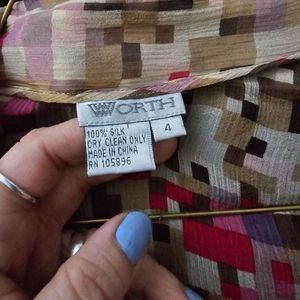 WORTH
100% SILK
DRY CLEAN ONLY
MADE IN CHINA
RN 105896
4